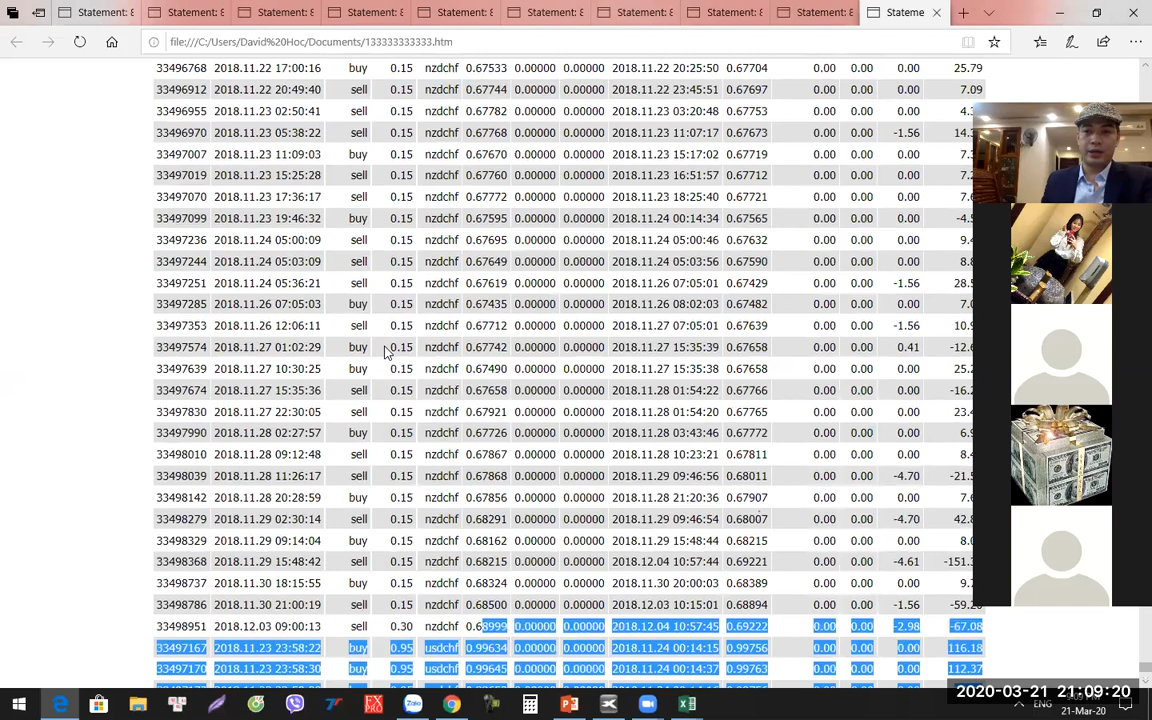 Statement: 8 Statement: 8 Statement: 8 Statement: 8 Statement: 8 Statement: 8 Statement: 8 Statement: 8 Statement: 8 Stateme
file:///C:/Users/David%20Hoc/Documents/133333333333.htm
33496768 2018.11.22 17:00:16 buy 0.15 nzdchf 0.67533 0.00000 0.00000 2018.11.22 20:25:50 0.67704 0.00 0.00 0.00 25.79
33496912 2018.11.22 20:49:40 sell 0.15 nzdchf 0.67744 0.00000 0.00000 2018.11.22 23:45:51 0.67697 0.00 0.00 0.00 7.09
33496955 2018.11.23 02:50:41 sell 0.15 nzdchf 0.67782 0.00000 0.00000 2018.11.23 03:20:48 0.67753 0.00 0.00 0.00 4.
33496970 2018.11.23 05:38:22 sell 0.15 nzdchf 0.67768 0.00000 0.00000 2018.11.23 11:07:17 0.67673 0.00 0.00 -1.56 14.
33497007 2018.11.23 11:09:03 buy 0.15 nzdchf 0.67670 0.00000 0.00000 2018.11.23 15:17:02 0.67719 0.00 0.00 0.00 7.
33497019 2018.11.23 15:25:28 sell 0.15 nzdchf 0.67760 0.00000 0.00000 2018.11.23 16:51:57 0.67712 0.00 0.00 0.00 7.
33497070 2018.11.23 17:36:17 sell 0.15 nzdchf 0.67772 0.00000 0.00000 2018.11.23 18:25:40 0.67721 0.00 0.00 0.00 7.
33497099 2018.11.23 19:46:32 buy 0.15 nzdchf 0.67595 0.00000 0.00000 2018.11.24 00:14:34 0.67565 0.00 0.00 0.00 -4.
33497236 2018.11.24 05:00:09 sell 0.15 nzdchf 0.67695 0.00000 0.00000 2018.11.24 05:00:46 0.67632 0.00 0.00 0.00 9.
33497244 2018.11.24 05:03:09 sell 0.15 nzdchf 0.67649 0.00000 0.00000 2018.11.24 05:03:56 0.67590 0.00 0.00 0.00 8.
33497251 2018.11.24 05:36:21 sell 0.15 nzdchf 0.67619 0.00000 0.00000 2018.11.26 07:05:01 0.67429 0.00 0.00 -1.56 28.
33497285 2018.11.26 07:05:03 buy 0.15 nzdchf 0.67435 0.00000 0.00000 2018.11.26 08:02:03 0.67482 0.00 0.00 0.00 7.
33497353 2018.11.26 12:06:11 sell 0.15 nzdchf 0.67712 0.00000 0.00000 2018.11.27 07:05:01 0.67639 0.00 0.00 -1.56 10.
33497574 2018.11.27 01:02:29 buy 0.15 nzdchf 0.67742 0.00000 0.00000 2018.11.27 15:35:39 0.67658 0.00 0.00 0.41 -12.
33497639 2018.11.27 10:30:25 buy 0.15 nzdchf 0.67490 0.00000 0.00000 2018.11.27 15:35:38 0.67658 0.00 0.00 0.00 25.
33497674 2018.11.27 15:35:36 sell 0.15 nzdchf 0.67658 0.00000 0.00000 2018.11.28 01:54:22 0.67766 0.00 0.00 0.00 -16.
33497830 2018.11.27 22:30:05 sell 0.15 nzdchf 0.67921 0.00000 0.00000 2018.11.28 01:54:20 0.67765 0.00 0.00 0.00 23.
33497990 2018.11.28 02:27:57 buy 0.15 nzdchf 0.67726 0.00000 0.00000 2018.11.28 03:43:46 0.67772 0.00 0.00 0.00 6.
33498010 2018.11.28 09:12:48 sell 0.15 nzdchf 0.67867 0.00000 0.00000 2018.11.28 10:23:21 0.67811 0.00 0.00 0.00 8.
33498039 2018.11.28 11:26:17 sell 0.15 nzdchf 0.67868 0.00000 0.00000 2018.11.29 09:46:56 0.68011 0.00 0.00 -4.70 -21.
33498142 2018.11.28 20:28:59 buy 0.15 nzdchf 0.67856 0.00000 0.00000 2018.11.28 21:20:36 0.67907 0.00 0.00 0.00 7.
33498279 2018.11.29 02:30:14 sell 0.15 nzdchf 0.68291 0.00000 0.00000 2018.11.29 09:46:54 0.68007 0.00 0.00 -4.70 42.
33498329 2018.11.29 09:14:04 buy 0.15 nzdchf 0.68162 0.00000 0.00000 2018.11.29 15:48:44 0.68215 0.00 0.00 0.00 8.
33498368 2018.11.29 15:48:42 sell 0.15 nzdchf 0.68215 0.00000 0.00000 2018.12.04 10:57:44 0.69221 0.00 0.00 -4.61 -151.
33498737 2018.11.30 18:15:55 buy 0.15 nzdchf 0.68324 0.00000 0.00000 2018.11.30 20:00:03 0.68389 0.00 0.00 0.00 9.
33498786 2018.11.30 21:00:19 sell 0.15 nzdchf 0.68500 0.00000 0.00000 2018.12.03 10:15:01 0.68894 0.00 0.00 -1.56 -59.
33498951 2018.12.03 09:00:13 sell 0.30 nzdchf 0.68999 0.00000 0.00000 2018.12.04 10:57:45 0.69222 0.00 0.00 -2.98 -67.08
33497167 2018.11.23 23:58:22 buy 0.95 usdchf 0.99634 0.00000 0.00000 2018.11.24 00:14:15 0.99756 0.00 0.00 0.00 116.18
33497170 2018.11.23 23:58:30 buy 0.95 usdchf 0.99645 0.00000 0.00000 2018.11.24 00:14:37 0.99763 0.00 0.00 0.00 112.37
FX PRO
Zalo
ENG
2020-03-21 21:09:20
21-Mar-20